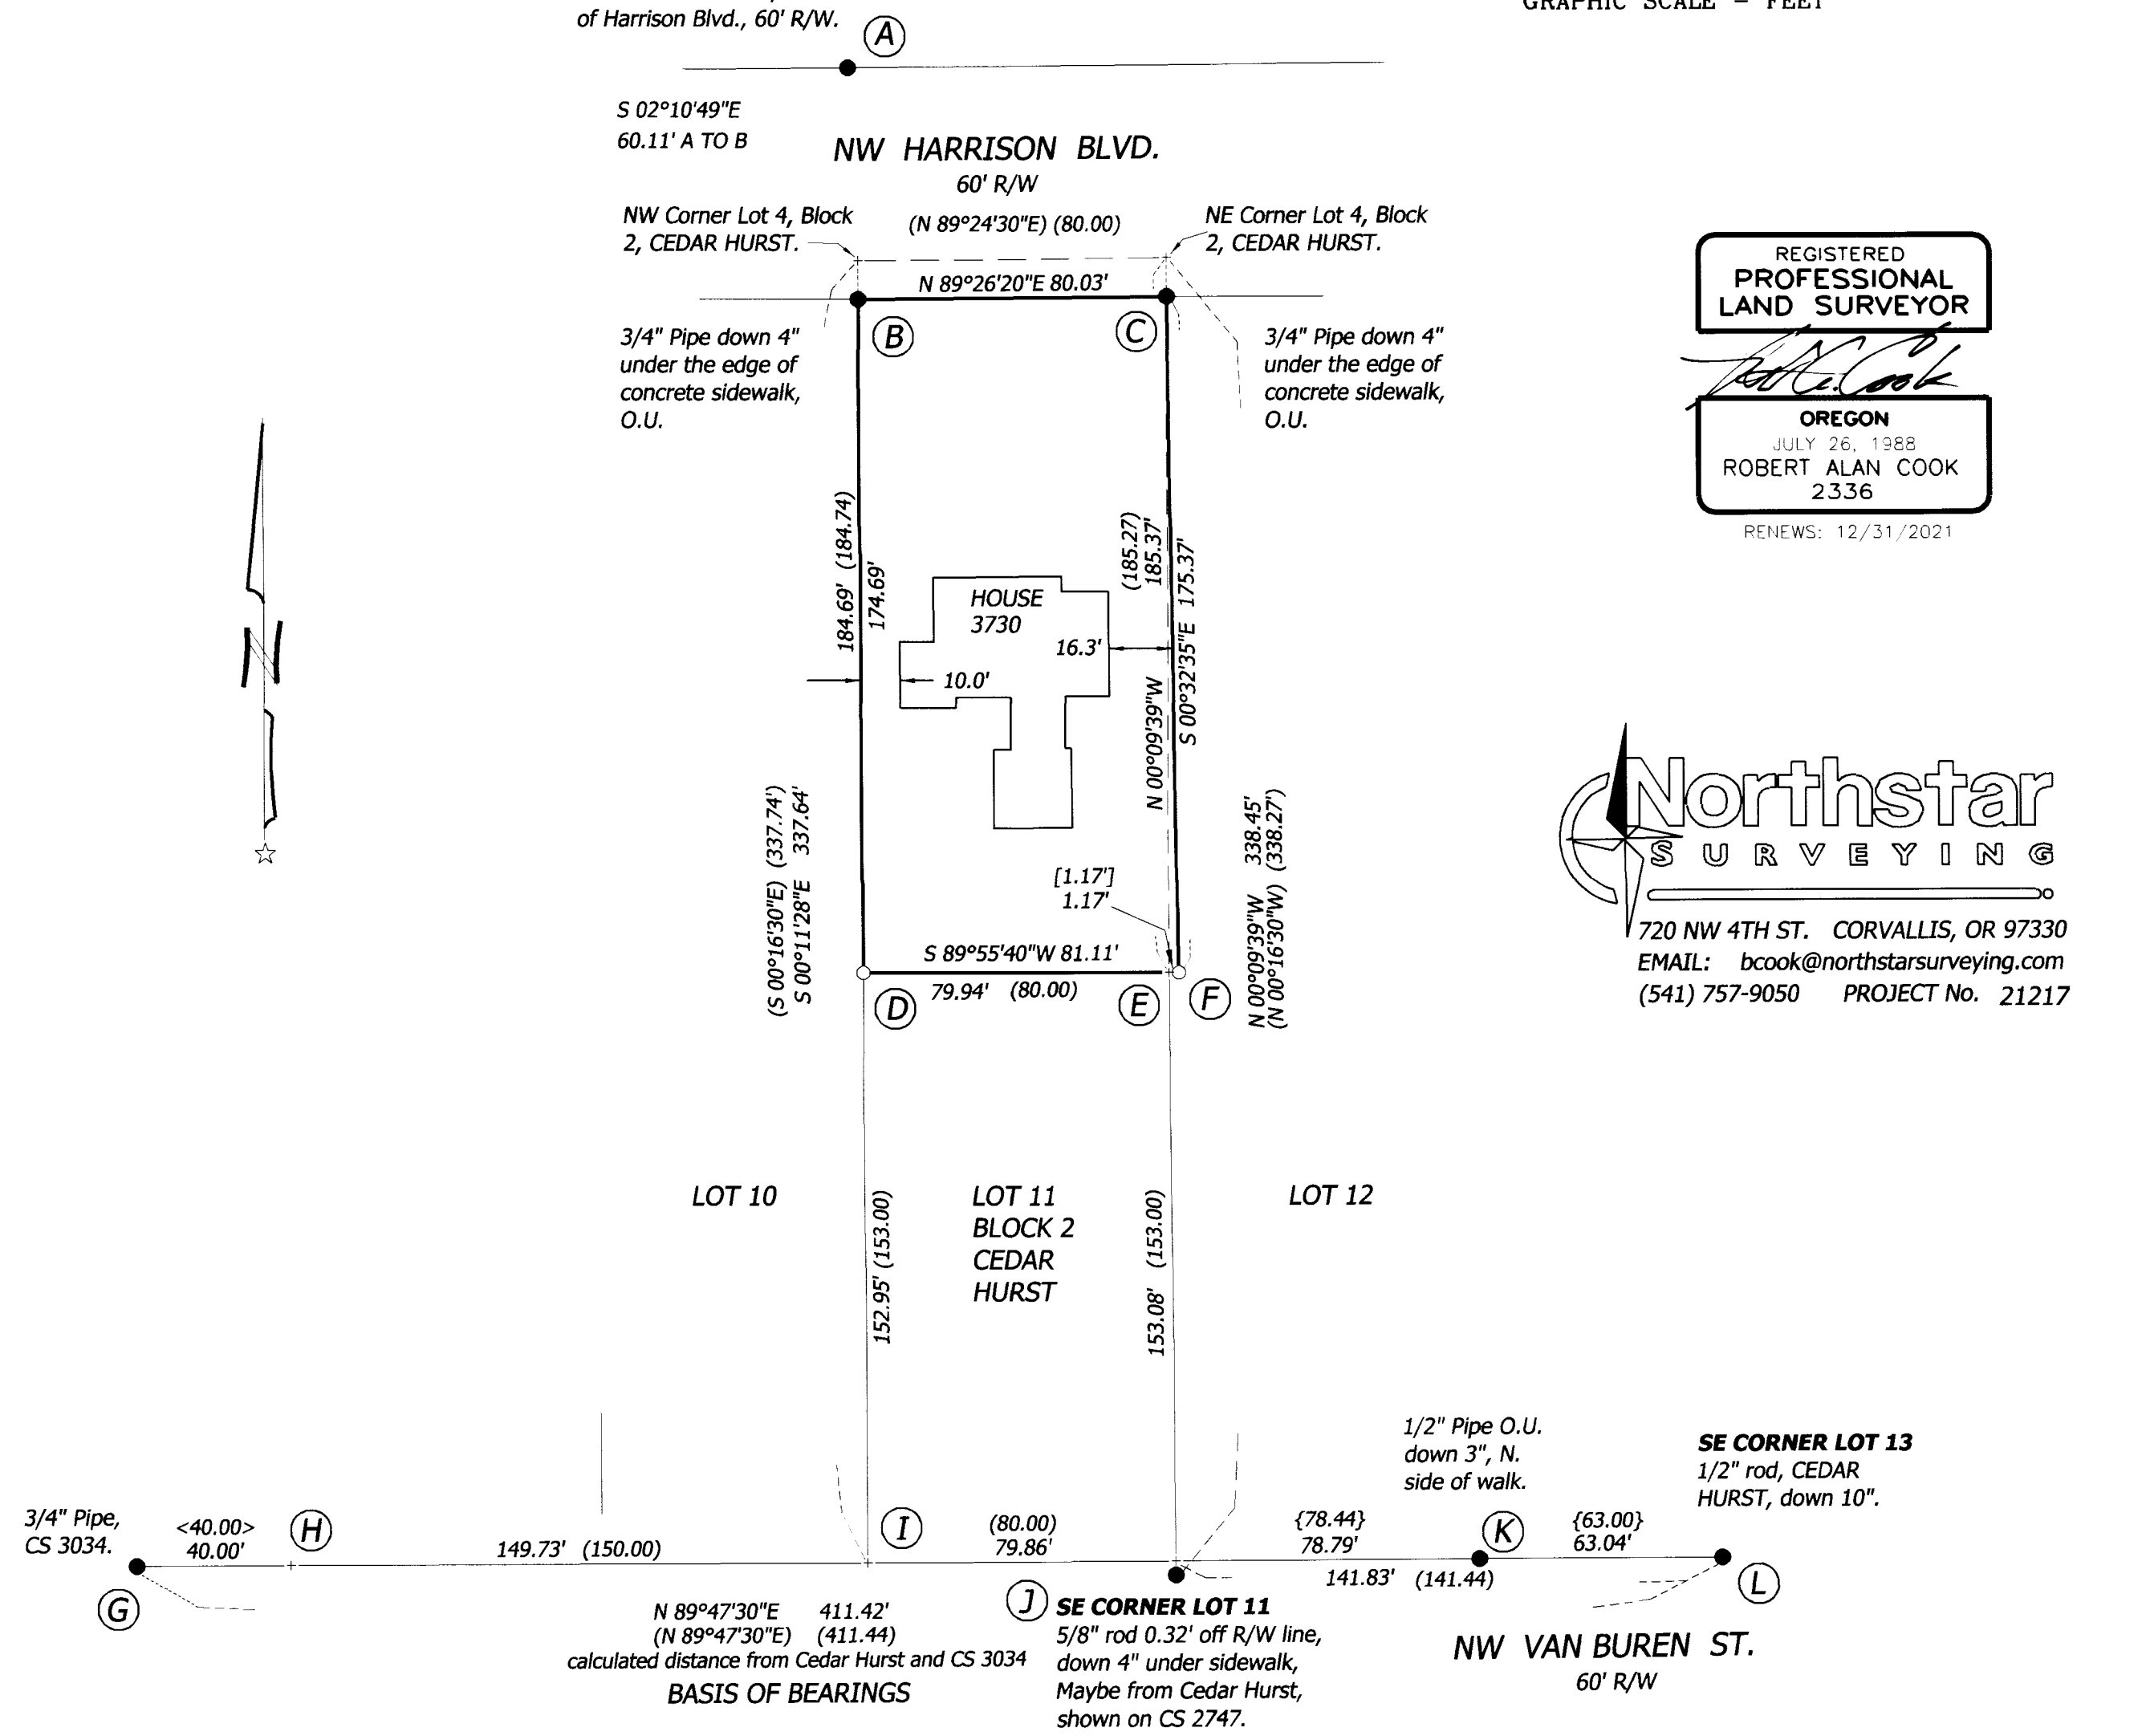 of Harrison Blvd., 60' R/W.
A
GRAPHIC SCALE – FEET
S 02°10'49"E
60.11' A TO B
NW HARRISON BLVD.
60' R/W
(N 89°24'30"E) (80.00)
NW Corner Lot 4, Block
2, CEDAR HURST.
NE Corner Lot 4, Block
2, CEDAR HURST.
N 89°26'20"E 80.03'
B
C
3/4" Pipe down 4"
under the edge of
concrete sidewalk,
O.U.
3/4" Pipe down 4"
under the edge of
concrete sidewalk,
O.U.
REGISTERED
PROFESSIONAL
LAND SURVEYOR
OREGON
JULY 26, 1988
ROBERT ALAN COOK
2336
RENEWS: 12/31/2021
N
184.69' (184.74)
174.69'
(185.27)
185.37'
S 00°32'35"E 175.37'
N 00°09'39"W
HOUSE
3730
16.3'
10.0'
(S 00°16'30"E) (337.74')
S 00°11'28"E 337.64'
N 00°09'39"W 338.45'
(N 00°16'30"W) (338.27')
[1.17']
1.17'
S 89°55'40"W 81.11'
79.94' (80.00)
D
E
F
Northstar
SURVEYING
720 NW 4TH ST. CORVALLIS, OR 97330
EMAIL: bcook@northstarsurveying.com
(541) 757-9050 PROJECT No. 21217
LOT 10
LOT 11
BLOCK 2
CEDAR
HURST
LOT 12
152.95' (153.00)
153.08' (153.00)
1/2" Pipe O.U.
down 3", N.
side of walk.
SE CORNER LOT 13
1/2" rod, CEDAR
HURST, down 10".
3/4" Pipe,
CS 3034.
<40.00>
40.00'
H
149.73' (150.00)
I
(80.00)
79.86'
{78.44}
78.79'
K
{63.00}
63.04'
141.83' (141.44)
G
L
J
N 89°47'30"E 411.42'
(N 89°47'30"E) (411.44)
calculated distance from Cedar Hurst and CS 3034
BASIS OF BEARINGS
SE CORNER LOT 11
5/8" rod 0.32' off R/W line,
down 4" under sidewalk,
Maybe from Cedar Hurst,
shown on CS 2747.
NW VAN BUREN ST.
60' R/W